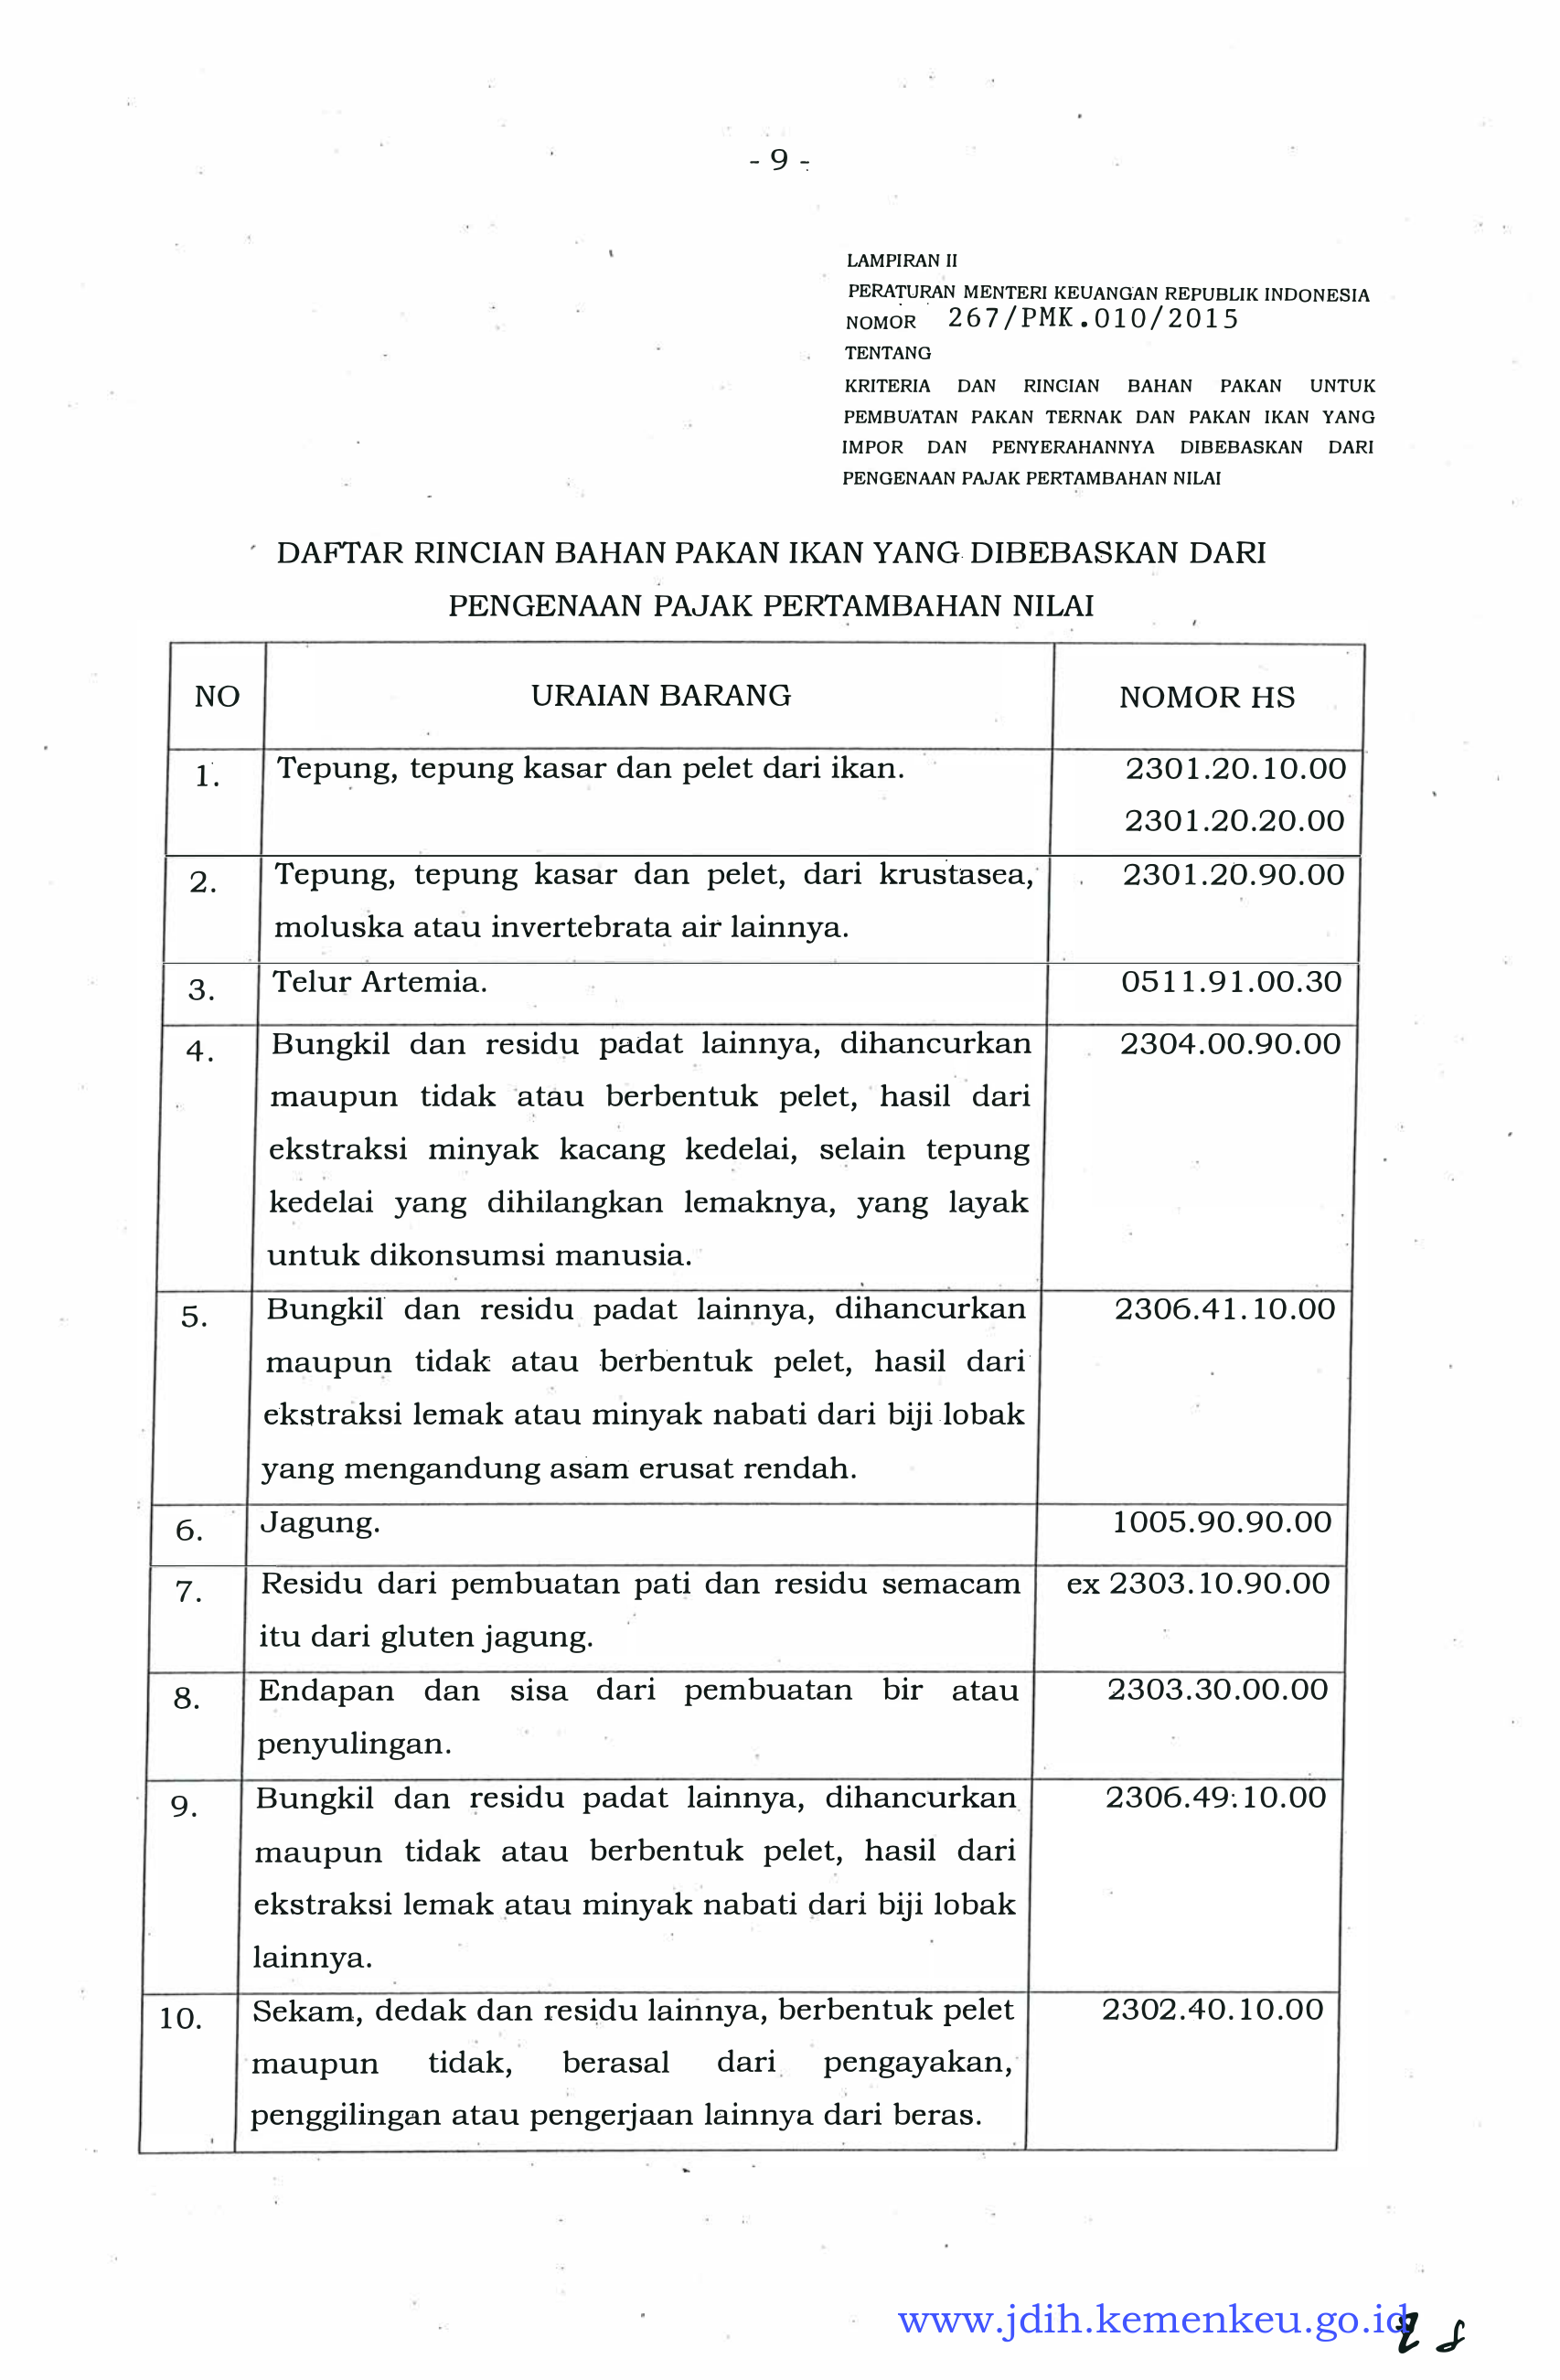 - 9 -
LAMPIRAN II
PERATURAN MENTERI KEUANGAN REPUBLIK INDONESIA
NOMOR 267/PMK.010/2015
TENTANG
KRITERIA DAN RINCIAN BAHAN PAKAN UNTUK
PEMBUATAN PAKAN TERNAK DAN PAKAN IKAN YANG
IMPOR DAN PENYERAHANNYA DIBEBASKAN DARI
PENGENAAN PAJAK PERTAMBAHAN NILAI
DAFTAR RINCIAN BAHAN PAKAN IKAN YANG DIBEBASKAN DARI
PENGENAAN PAJAK PERTAMBAHAN NILAI
NO URAIAN BARANG NOMOR HS
1. Tepung, tepung kasar dan pelet dari ikan. 2301.20.10.00
2301.20.20.00
2. Tepung, tepung kasar dan pelet, dari krustasea, 2301.20.90.00
moluska atau invertebrata air lainnya.
3. Telur Artemia. 0511.91.00.30
4. Bungkil dan residu padat lainnya, dihancurkan 2304.00.90.00
maupun tidak atau berbentuk pelet, hasil dari
ekstraksi minyak kacang kedelai, selain tepung
kedelai yang dihilangkan lemaknya, yang layak
untuk dikonsumsi manusia.
5. Bungkil dan residu padat lainnya, dihancurkan 2306.41.10.00
maupun tidak atau berbentuk pelet, hasil dari
ekstraksi lemak atau minyak nabati dari biji lobak
yang mengandung asam erusat rendah.
6. Jagung. 1005.90.90.00
7. Residu dari pembuatan pati dan residu semacam ex 2303.10.90.00
itu dari gluten jagung.
8. Endapan dan sisa dari pembuatan bir atau 2303.30.00.00
penyulingan.
9. Bungkil dan residu padat lainnya, dihancurkan 2306.49.10.00
maupun tidak atau berbentuk pelet, hasil dari
ekstraksi lemak atau minyak nabati dari biji lobak
lainnya.
10. Sekam, dedak dan residu lainnya, berbentuk pelet 2302.40.10.00
maupun tidak, berasal dari pengayakan,
penggilingan atau pengerjaan lainnya dari beras.
www.jdih.kemenkeu.go.id